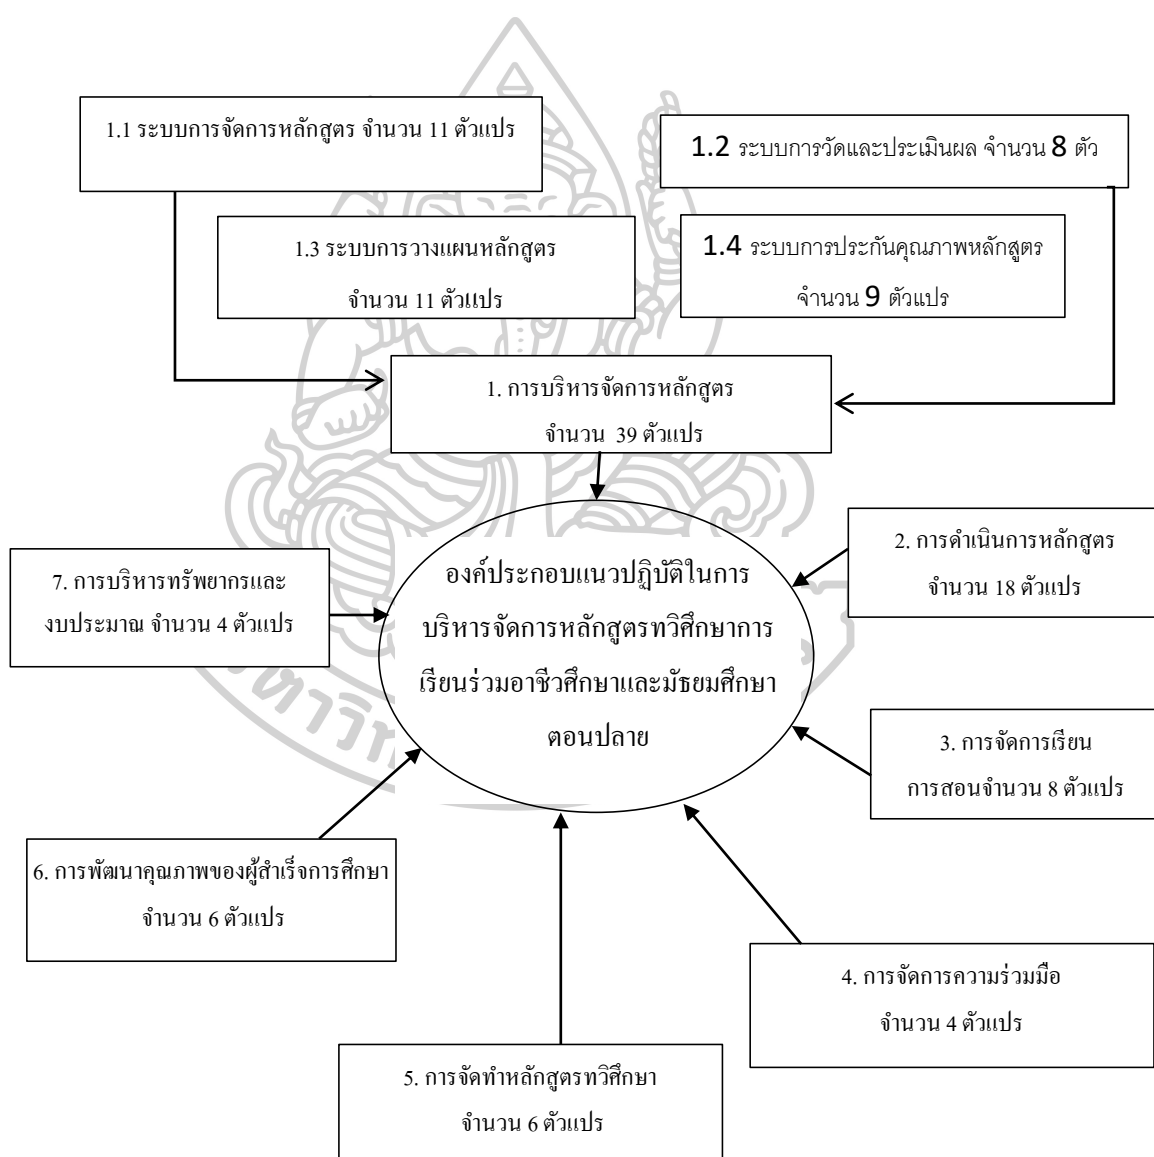 1.1 ระบบการจัดการหลักสูตร จำนวน 11 ตัวแปร
1.2 ระบบการวัดและประเมินผล จำนวน 8 ตัว
1.3 ระบบการวางแผนหลักสูตร
จำนวน 11 ตัวแปร
1.4 ระบบการประกันคุณภาพหลักสูตร
จำนวน 9 ตัวแปร
1. การบริหารจัดการหลักสูตร
จำนวน 39 ตัวแปร
องค์ประกอบแนวปฏิบัติในการ
บริหารจัดการหลักสูตรทวิศึกษาการ
เรียนร่วมอาชีวศึกษาและมัธยมศึกษา
ตอนปลาย
2. การดำเนินการหลักสูตร
จำนวน 18 ตัวแปร
3. การจัดการเรียน
การสอนจำนวน 8 ตัวแปร
4. การจัดการความร่วมมือ
จำนวน 4 ตัวแปร
5. การจัดทำหลักสูตรทวิศึกษา
จำนวน 6 ตัวแปร
6. การพัฒนาคุณภาพของผู้สำเร็จการศึกษา
จำนวน 6 ตัวแปร
7. การบริหารทรัพยากรและ
งบประมาณ จำนวน 4 ตัวแปร